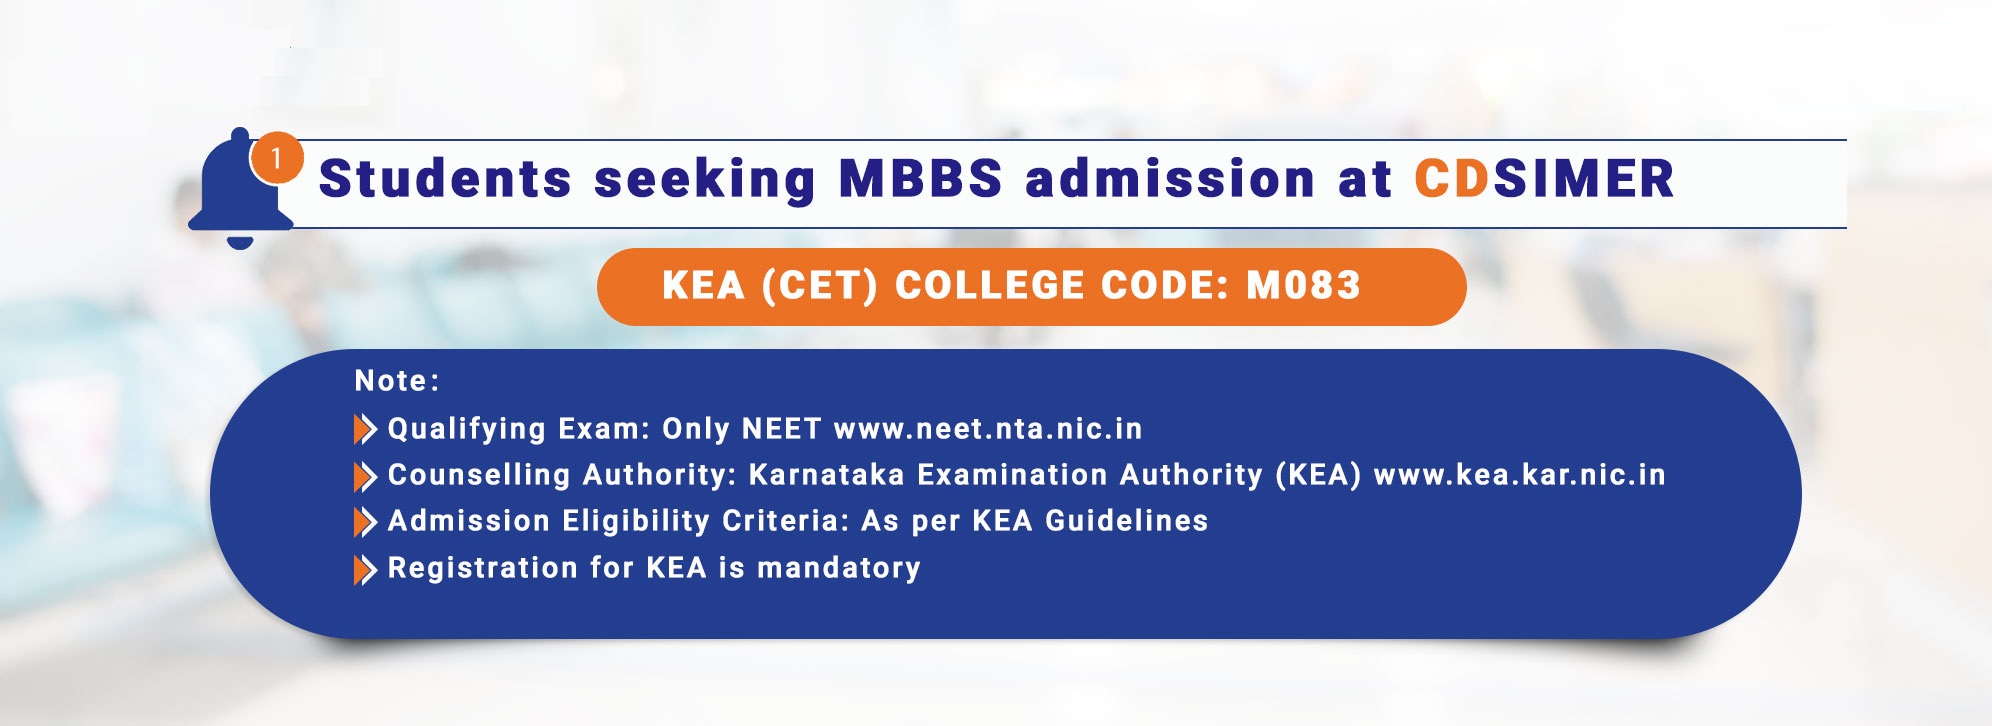 1
Students seeking MBBS admission at CDSIMER
KEA (CET) COLLEGE CODE: M083
Note:
Qualifying Exam: Only NEET www.neet.nta.nic.in
Counselling Authority: Karnataka Examination Authority (KEA) www.kea.kar.nic.in
Admission Eligibility Criteria: As per KEA Guidelines
Registration for KEA is mandatory